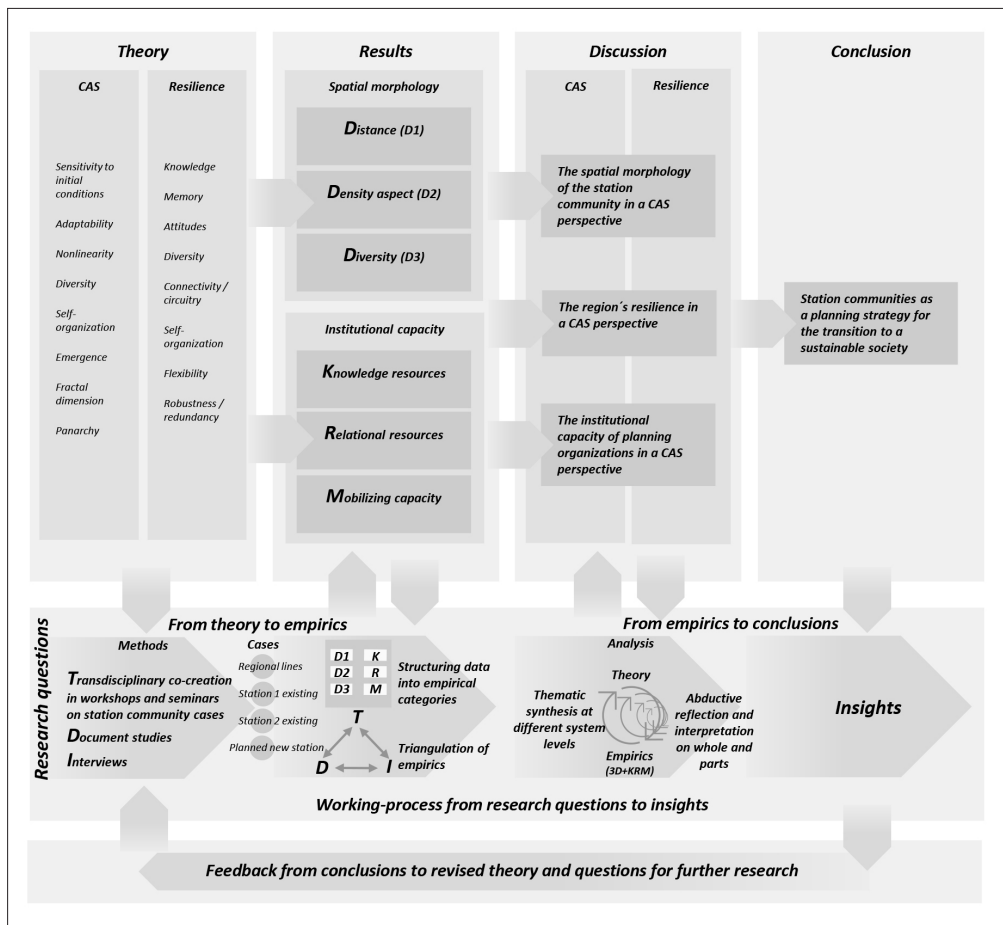 Theory
CAS
Resilience
Sensitivity to
initial
conditions
Adaptability
Nonlinearity
Diversity
Self-
organization
Emergence
Fractal
dimension
Panarchy
Knowledge
Memory
Attitudes
Diversity
Connectivity /
circuitry
Self-
organization
Flexibility
Robustness /
redundancy
Results
Spatial morphology
Distance (D1)
Density aspect (D2)
Diversity (D3)
Institutional capacity
Knowledge resources
Relational resources
Mobilizing capacity
Discussion
CAS
Resilience
The spatial morphology
of the station
community in a CAS
perspective
The region´s resilience in
a CAS perspective
The institutional
capacity of planning
organizations in a CAS
perspective
Conclusion
Station communities as
a planning strategy for
the transition to a
sustainable society
Research questions
From theory to empirics
Methods
Transdisciplinary co-creation
in workshops and seminars
on station community cases
Document studies
Interviews
Cases
Regional lines
Station 1 existing
Station 2 existing
Planned new station
D1 K
D2 R
D3 M
T
D I
Structuring data
into empirical
categories
Triangulation of
empirics
From empirics to conclusions
Analysis
Theory
Thematic
synthesis at
different system
levels
Empirics
(3D+KRM)
Abductive
reflection and
interpretation
on whole and
parts
Insights
Working-process from research questions to insights
Feedback from conclusions to revised theory and questions for further research